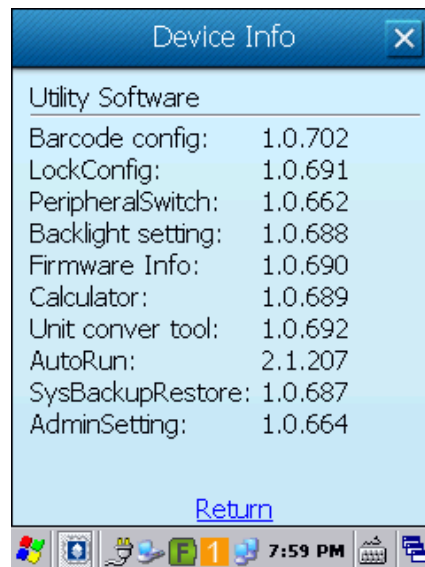 Device Info
Utility Software
Barcode config: 1.0.702
LockConfig: 1.0.691
PeripheralSwitch: 1.0.662
Backlight setting: 1.0.688
Firmware Info: 1.0.690
Calculator: 1.0.689
Unit conver tool: 1.0.692
AutoRun: 2.1.207
SysBackupRestore: 1.0.687
AdminSetting: 1.0.664
Return
F 1 7:59 PM